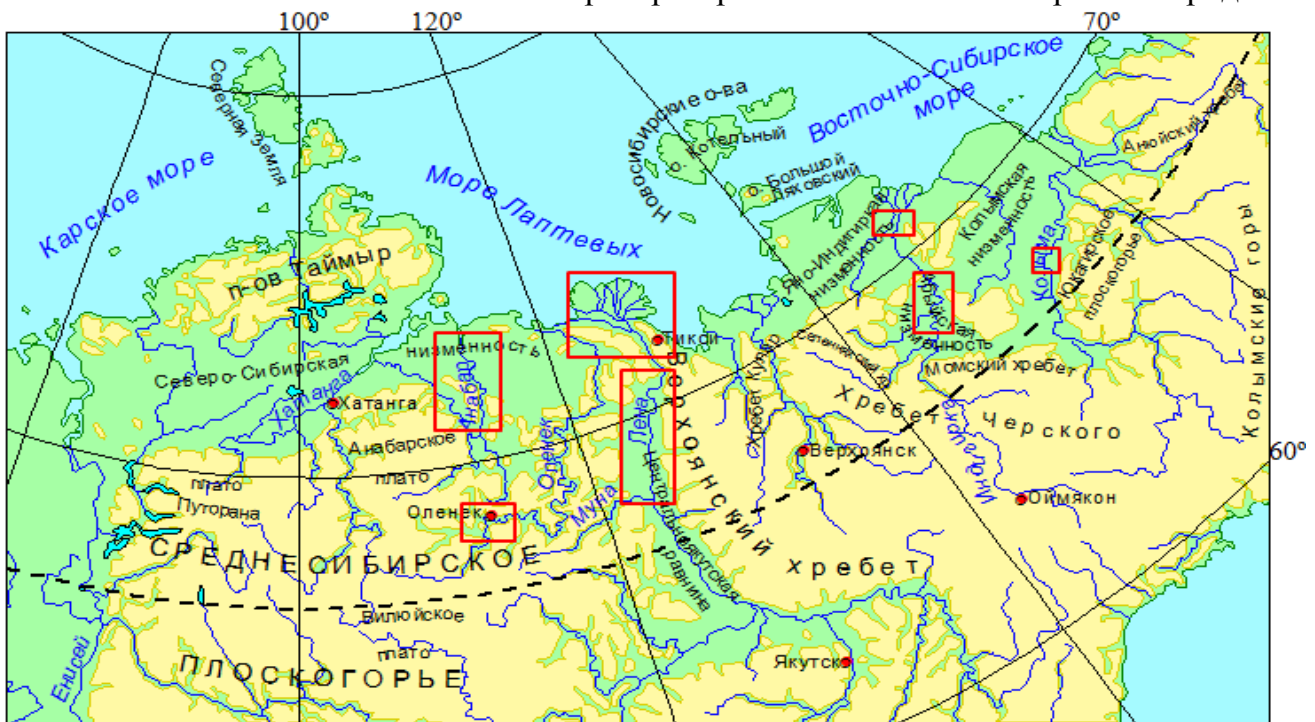 100° 120° 70°
Северная Земля
Карское море
Море Лаптевых
Новосибирские о-ва
о. Котельный
о. Большой
Ляховский
Восточно-Сибирское
море
Анюйский хребет
п-ов таймыр
Яно-Индигирская
низменность
Колымская
низменность
Колыма
Юкагирское
плоскогорье
Колымские горы
Северо-Сибирская
низменность
Хатанга
Хатанга
Анабар
Тикси
Лена
Оленек
Муна
Верхоянский хребет
Хребет Кулар
Момский хребет
Хребет Черского
Индигирка
Верхоянск
Оймякон
60°
Анабарское
плато
плато
Путорана
Оленек
Центральноякутская
равнина
СРЕДНЕСИБИРСКОЕ
ПЛОСКОГОРЬЕ
Вилюйское
плато
Енисей
Якутск